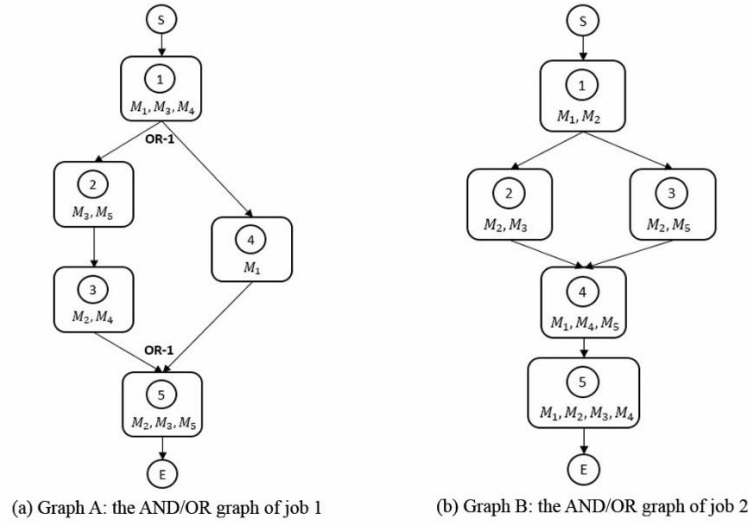 S
1
M₁, M₃, M₄
OR-1
2
M₃, M₅
4
M₁
3
M₂, M₄
OR-1
5
M₂, M₃, M₅
E
(a) Graph A: the AND/OR graph of job 1
S
1
M₁, M₂
2
M₂, M₃
3
M₂, M₅
4
M₁, M₄, M₅
5
M₁, M₂, M₃, M₄
E
(b) Graph B: the AND/OR graph of job 2